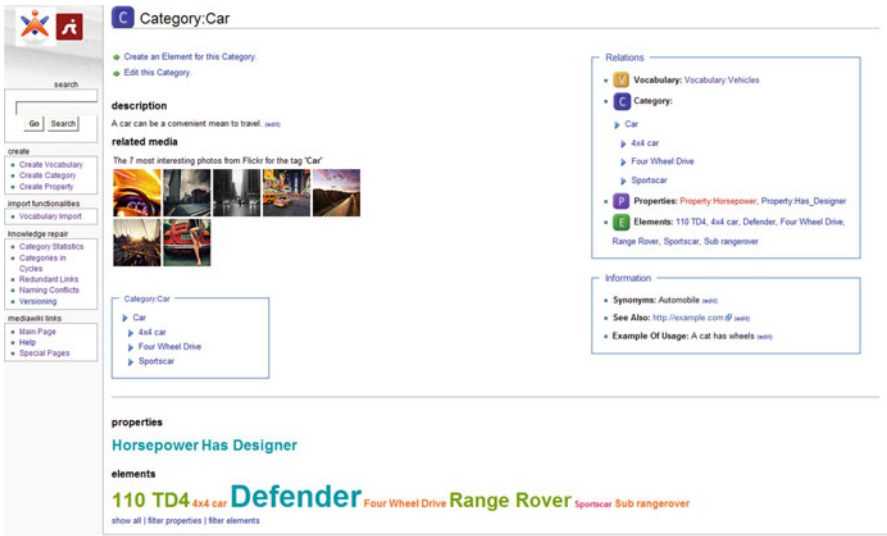 Category:Car
search
Go Search
create
Create Vocabulary
Create Category
Create Property
import functionalities
Vocabulary Import
knowledge repair
Category Statistics
Categories in
Cycles
Redundant Links
Naming Conflicts
Versioning
mediawiki links
Main Page
Help
Special Pages
Create an Element for this Category.
Edit this Category.
description
A car can be a convenient mean to travel. (edit)
related media
The 7 most interesting photos from Flickr for the tag 'Car'
Category:Car
Car
4x4 car
Four Wheel Drive
Sportscar
Relations
V Vocabulary: Vocabulary:Vehicles
C Category:
Car
4x4 car
Four Wheel Drive
Sportscar
P Properties: Property:Horsepower, Property:Has_Designer
E Elements: 110 TD4, 4x4 car, Defender, Four Wheel Drive,
Range Rover, Sportscar, Sub rangerover
Information
Synonyms: Automobile (edit)
See Also: http://example.com (edit)
Example Of Usage: A cat has wheels (edit)
properties
Horsepower Has Designer
elements
110 TD4 4x4 car Defender Four Wheel Drive Range Rover Sportscar Sub rangerover
show all | filter properties | filter elements